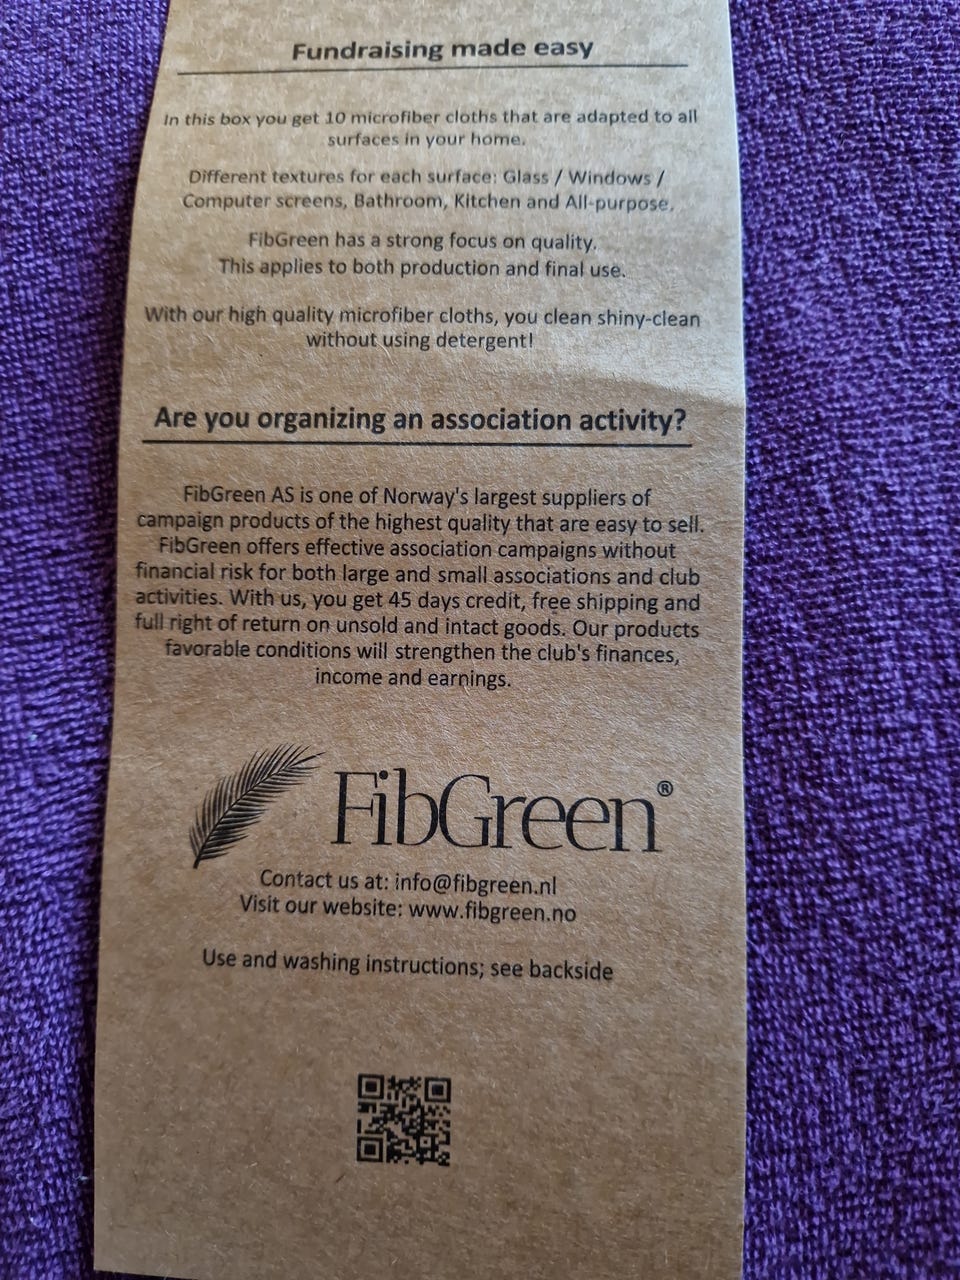 Fundraising made easy
In this box you get 10 microfiber cloths that are adapted to all
surfaces in your home.
Different textures for each surface: Glass / Windows /
Computer screens, Bathroom, Kitchen and All-purpose.
FibGreen has a strong focus on quality.
This applies to both production and final use.
With our high quality microfiber cloths, you clean shiny-clean
without using detergent!
Are you organizing an association activity?
FibGreen AS is one of Norway's largest suppliers of
campaign products of the highest quality that are easy to sell.
FibGreen offers effective association campaigns without
financial risk for both large and small associations and club
activities. With us, you get 45 days credit, free shipping and
full right of return on unsold and intact goods. Our products
favorable conditions will strengthen the club's finances,
income and earnings.
FibGreen®
Contact us at: info@fibgreen.nl
Visit our website: www.fibgreen.no
Use and washing instructions; see backside